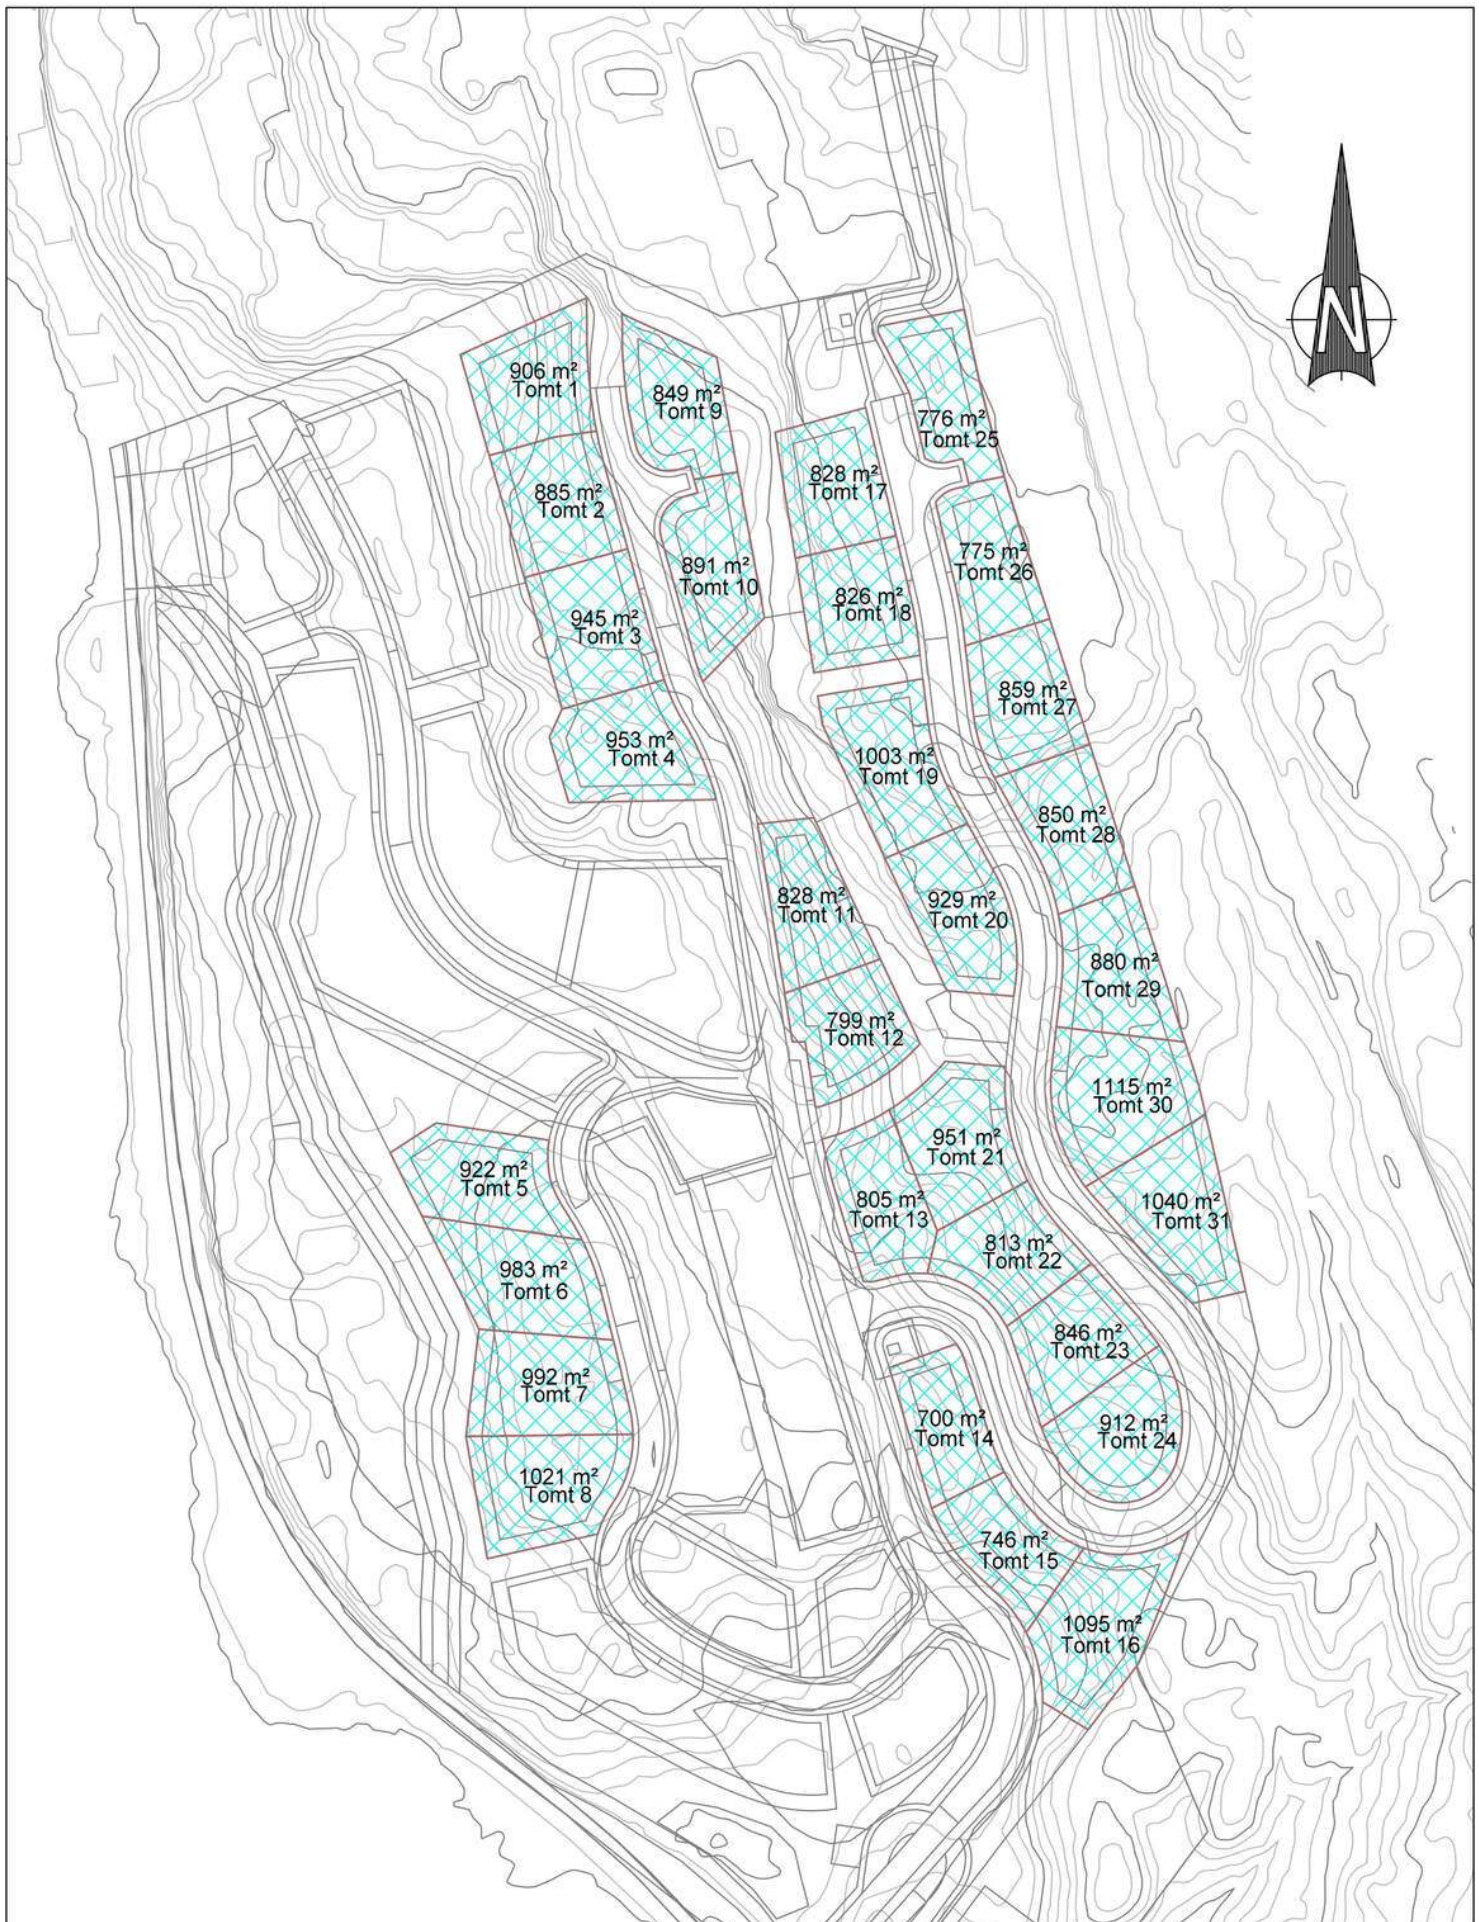 N
906 m²
Tomt 1
849 m²
Tomt 9
776 m²
Tomt 25
885 m²
Tomt 2
828 m²
Tomt 17
891 m²
Tomt 10
775 m²
Tomt 26
945 m²
Tomt 3
826 m²
Tomt 18
859 m²
Tomt 27
953 m²
Tomt 4
1003 m²
Tomt 19
850 m²
Tomt 28
828 m²
Tomt 11
929 m²
Tomt 20
880 m²
Tomt 29
799 m²
Tomt 12
1115 m²
Tomt 30
951 m²
Tomt 21
922 m²
Tomt 5
805 m²
Tomt 13
1040 m²
Tomt 31
813 m²
Tomt 22
983 m²
Tomt 6
846 m²
Tomt 23
992 m²
Tomt 7
700 m²
Tomt 14
912 m²
Tomt 24
1021 m²
Tomt 8
746 m²
Tomt 15
1095 m²
Tomt 16